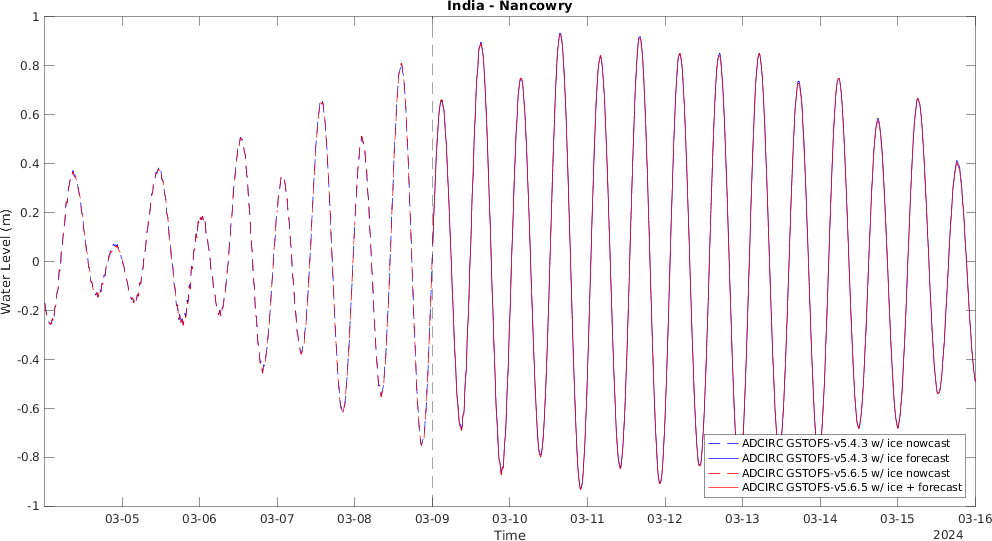 India - Nancowry
1
0.8
0.6
0.4
0.2
0
-0.2
-0.4
-0.6
-0.8
-1
Water Level (m)
ADCIRC GSTOFS-v5.4.3 w/ ice nowcast
ADCIRC GSTOFS-v5.4.3 w/ ice forecast
ADCIRC GSTOFS-v5.6.5 w/ ice nowcast
ADCIRC GSTOFS-v5.6.5 w/ ice + forecast
03-05 03-06 03-07 03-08 03-09 03-10 03-11 03-12 03-13 03-14 03-15 03-16
Time
2024